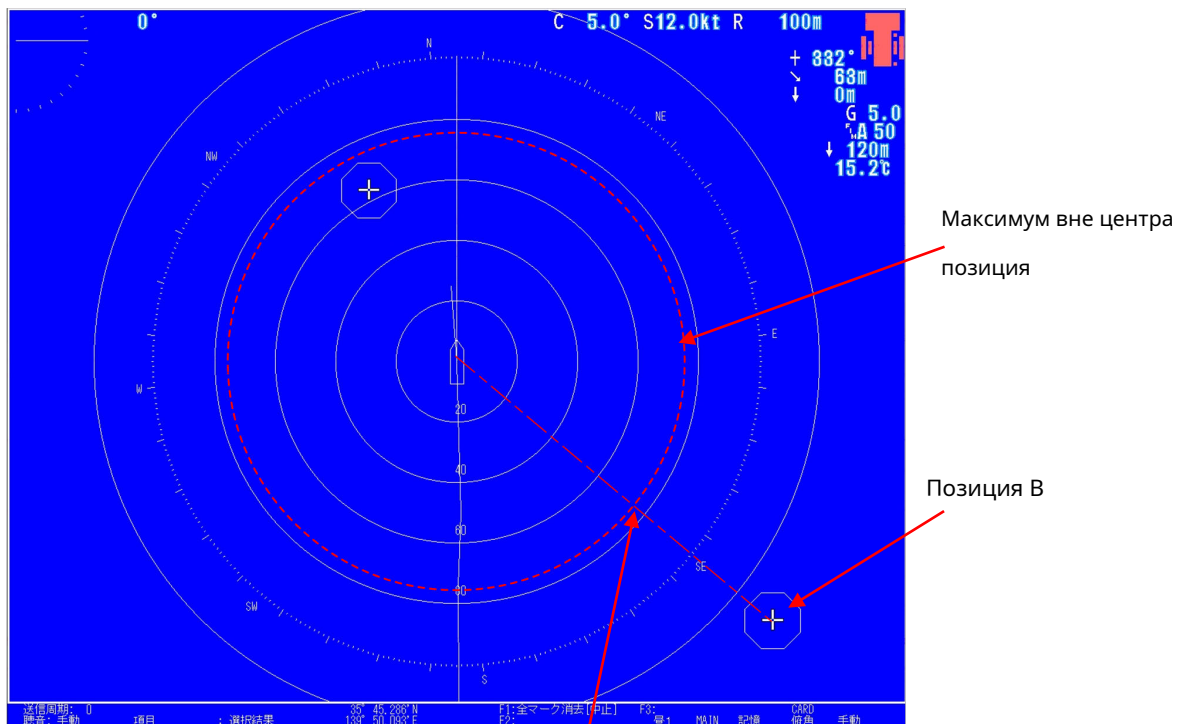 0° C 5.0° S12.0kt R 100m
332°
63m
0m
G 5.0
A 50
120m
15.2℃
N
NE
NW
E
W
SE
SW
S
20
40
60
80
Максимум вне центра
позиция
Позиция B
送信周期: 0 35° 45.286'N F1:全マーク消去[中止] F3: CARD
聴音: 手動 項目 : 選択結果 139° 50.093'E F2: 昼1 MAIN 記憶 俯角 手動